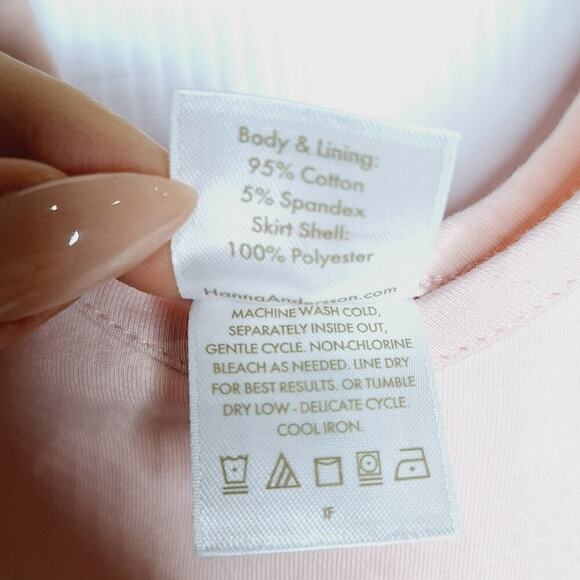 Body & Lining:
95% Cotton
5% Spandex
Skirt Shell:
100% Polyester
HannaAndersson.com
MACHINE WASH COLD,
SEPARATELY INSIDE OUT,
GENTLE CYCLE. NON-CHLORINE
BLEACH AS NEEDED. LINE DRY
FOR BEST RESULTS. OR TUMBLE
DRY LOW - DELICATE CYCLE.
COOL IRON.
IF